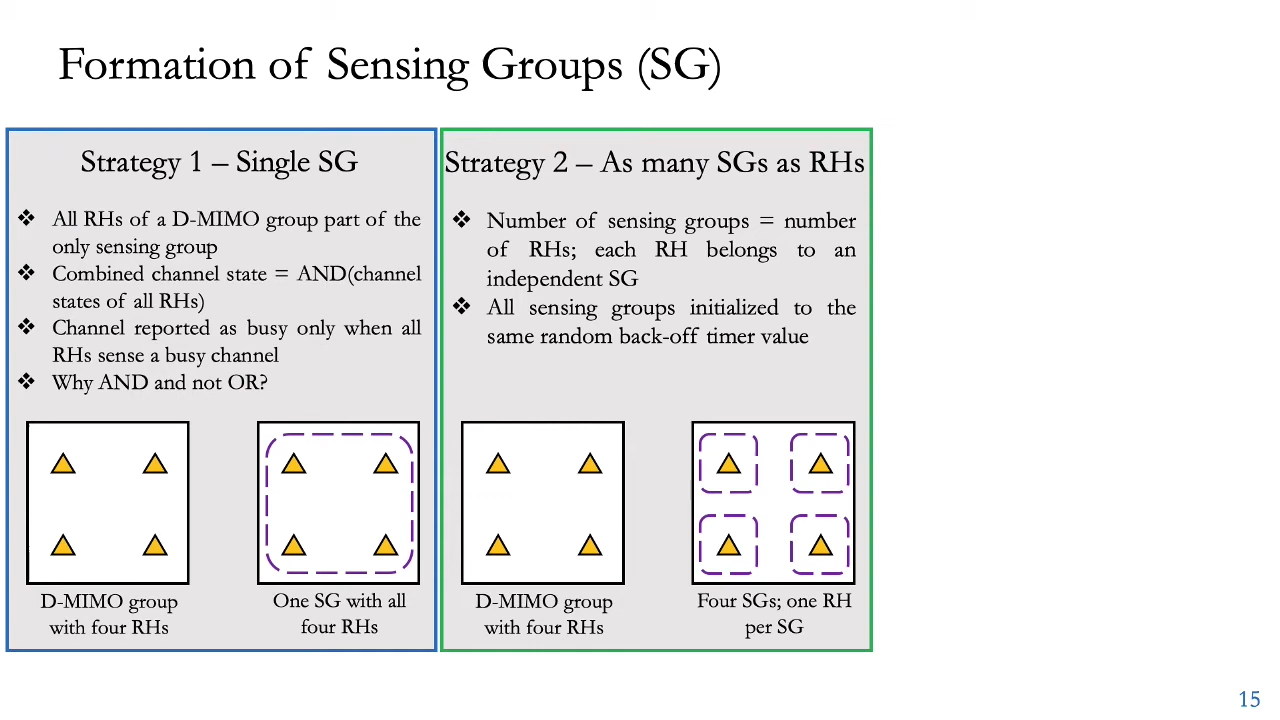 Formation of Sensing Groups (SG)
Strategy 1 – Single SG
❖ All RHs of a D-MIMO group part of the
only sensing group
❖ Combined channel state = AND(channel
states of all RHs)
❖ Channel reported as busy only when all
RHs sense a busy channel
❖ Why AND and not OR?
D-MIMO group
with four RHs
One SG with all
four RHs
Strategy 2 – As many SGs as RHs
❖ Number of sensing groups = number
of RHs; each RH belongs to an
independent SG
❖ All sensing groups initialized to the
same random back-off timer value
D-MIMO group
with four RHs
Four SGs; one RH
per SG
15